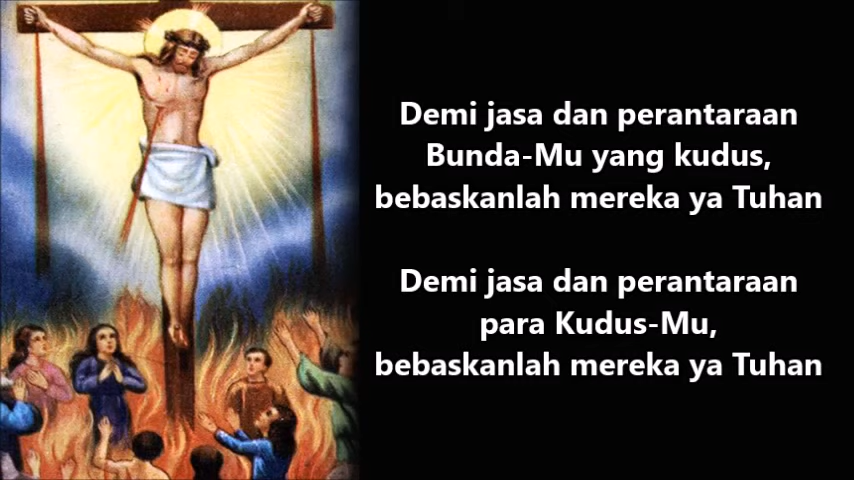 Demi jasa dan perantaraan
Bunda-Mu yang kudus,
bebaskanlah mereka ya Tuhan
Demi jasa dan perantaraan
para Kudus-Mu,
bebaskanlah mereka ya Tuhan